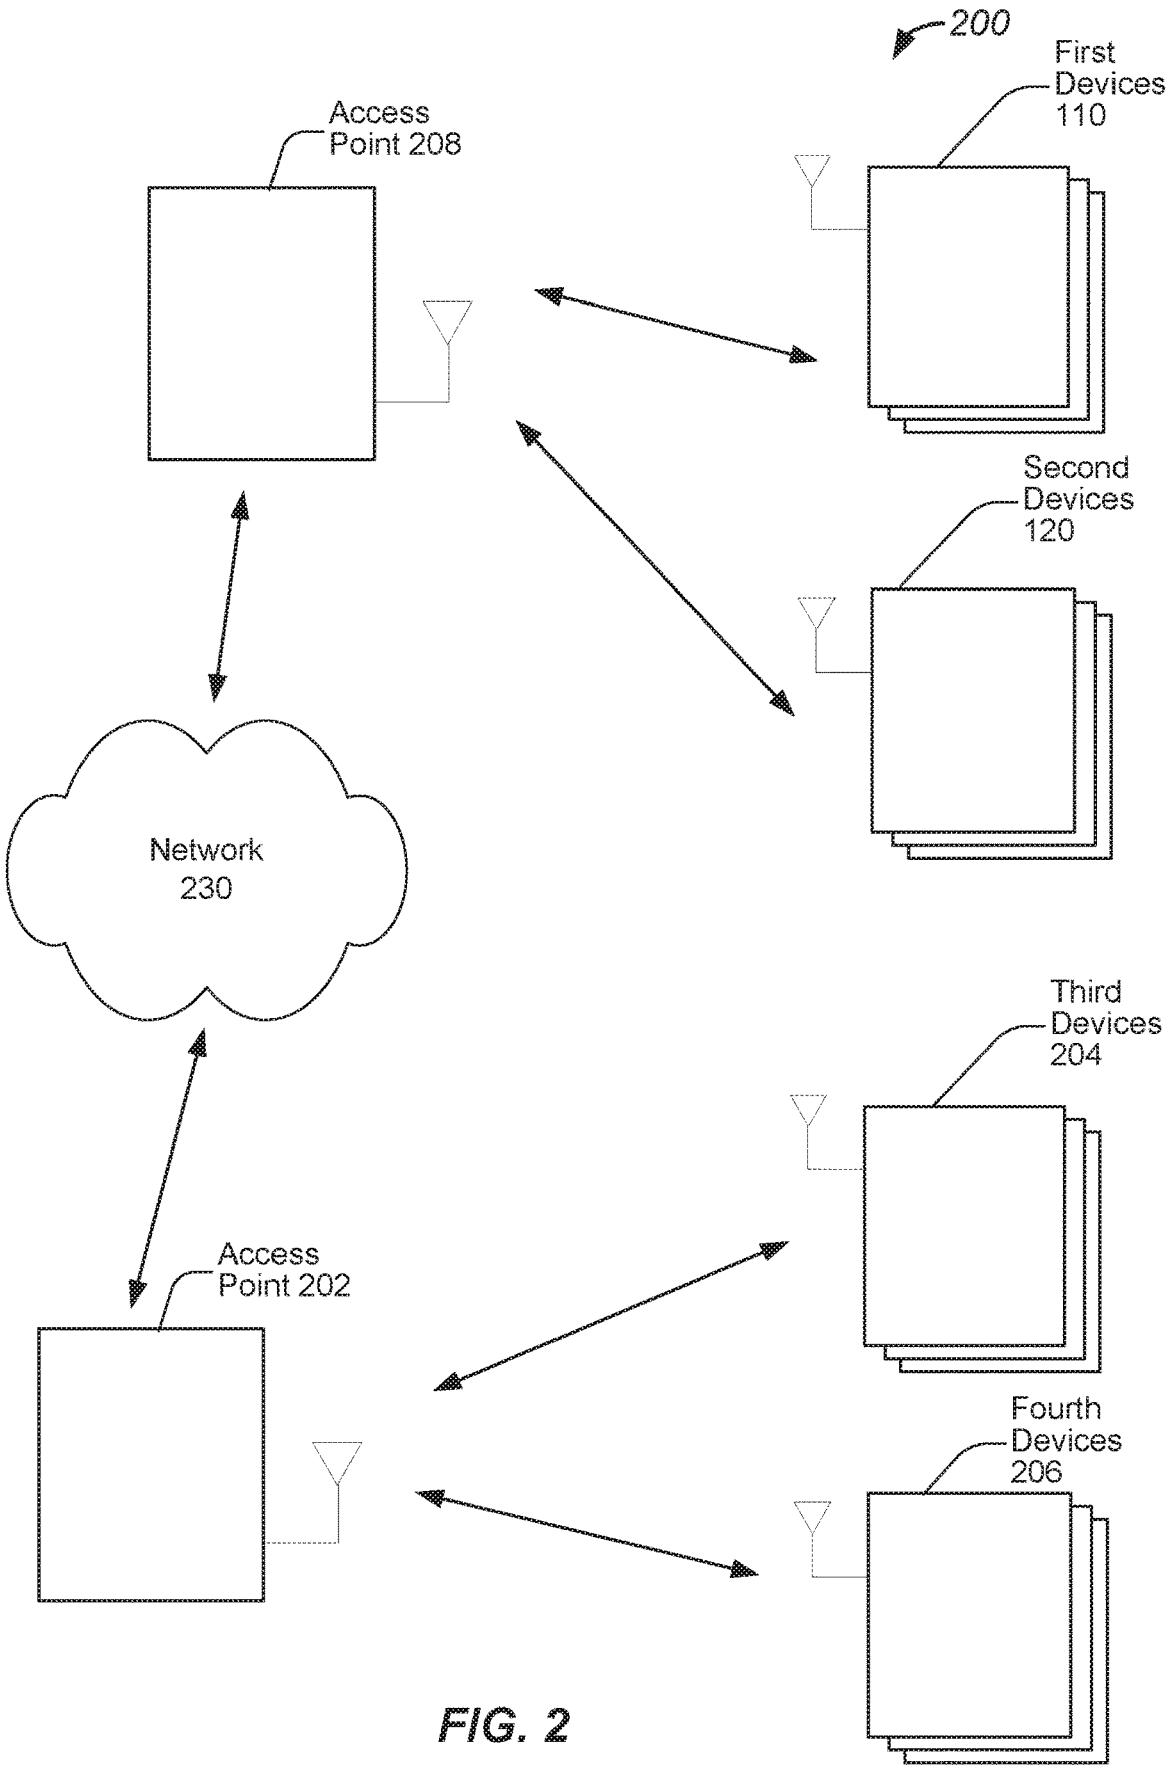 200
First
Devices
110
Access
Point 208
Second
Devices
120
Network
230
Third
Devices
204
Access
Point 202
Fourth
Devices
206
FIG. 2